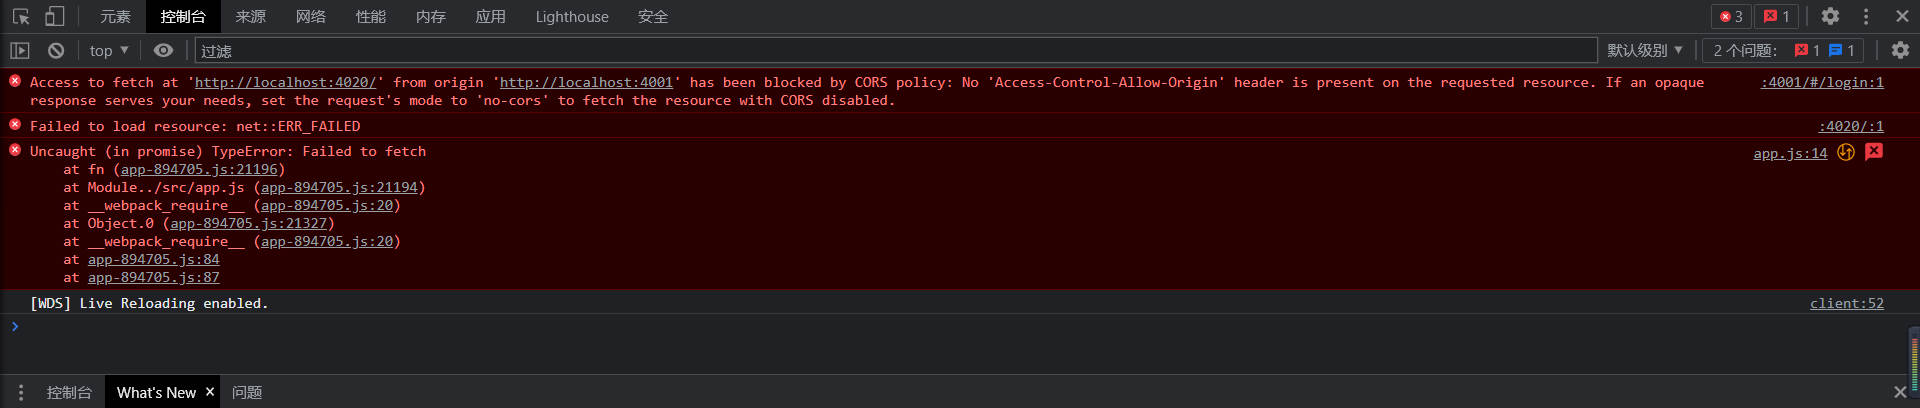 元素 控制台 来源 网络 性能 内存 应用 Lighthouse 安全 3 1
top 过滤 默认级别 2 个问题: 1 1
Access to fetch at 'http://localhost:4020/' from origin 'http://localhost:4001' has been blocked by CORS policy: No 'Access-Control-Allow-Origin' header is present on the requested resource. If an opaque :4001/#/login:1
response serves your needs, set the request's mode to 'no-cors' to fetch the resource with CORS disabled.
Failed to load resource: net::ERR_FAILED :4020/:1
Uncaught (in promise) TypeError: Failed to fetch app.js:14
at fn (app-894705.js:21196)
at Module../src/app.js (app-894705.js:21194)
at __webpack_require__ (app-894705.js:20)
at Object.0 (app-894705.js:21327)
at __webpack_require__ (app-894705.js:20)
at app-894705.js:84
at app-894705.js:87
[WDS] Live Reloading enabled. client:52
控制台 What's New 问题